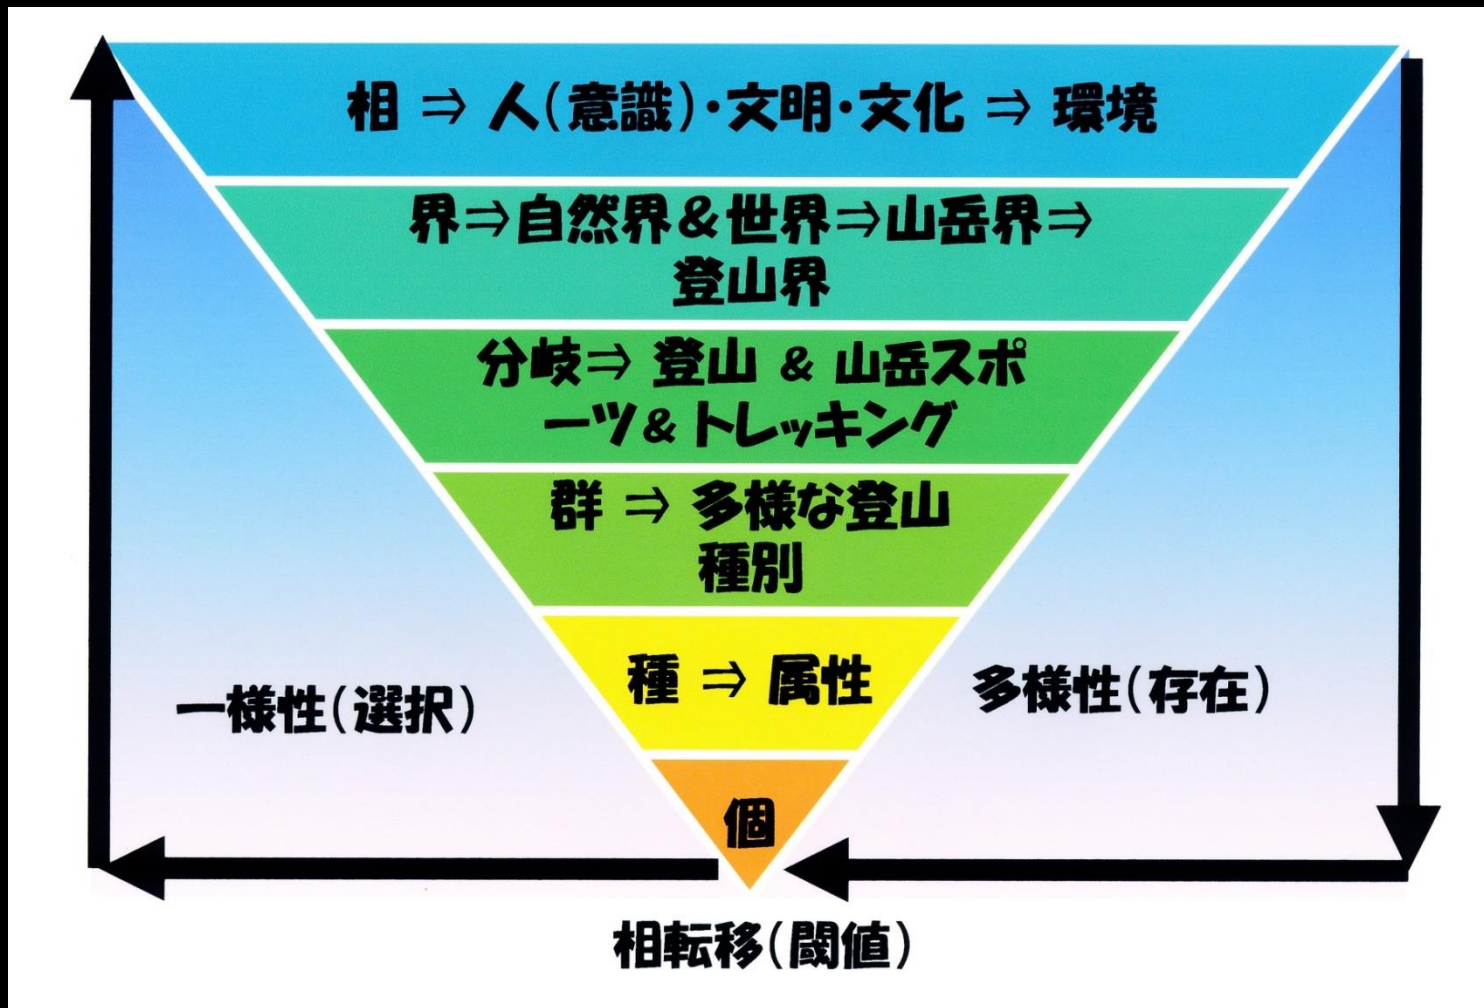 相 ⇒ 人(意識)・文明・文化 ⇒ 環境
界⇒自然界&世界⇒山岳界⇒
登山界
分岐⇒ 登山 & 山岳スポ
ーツ&トレッキング
群 ⇒ 多様な登山
種別
種 ⇒ 属性
一様性(選択)
多様性(存在)
個
相転移(閾値)